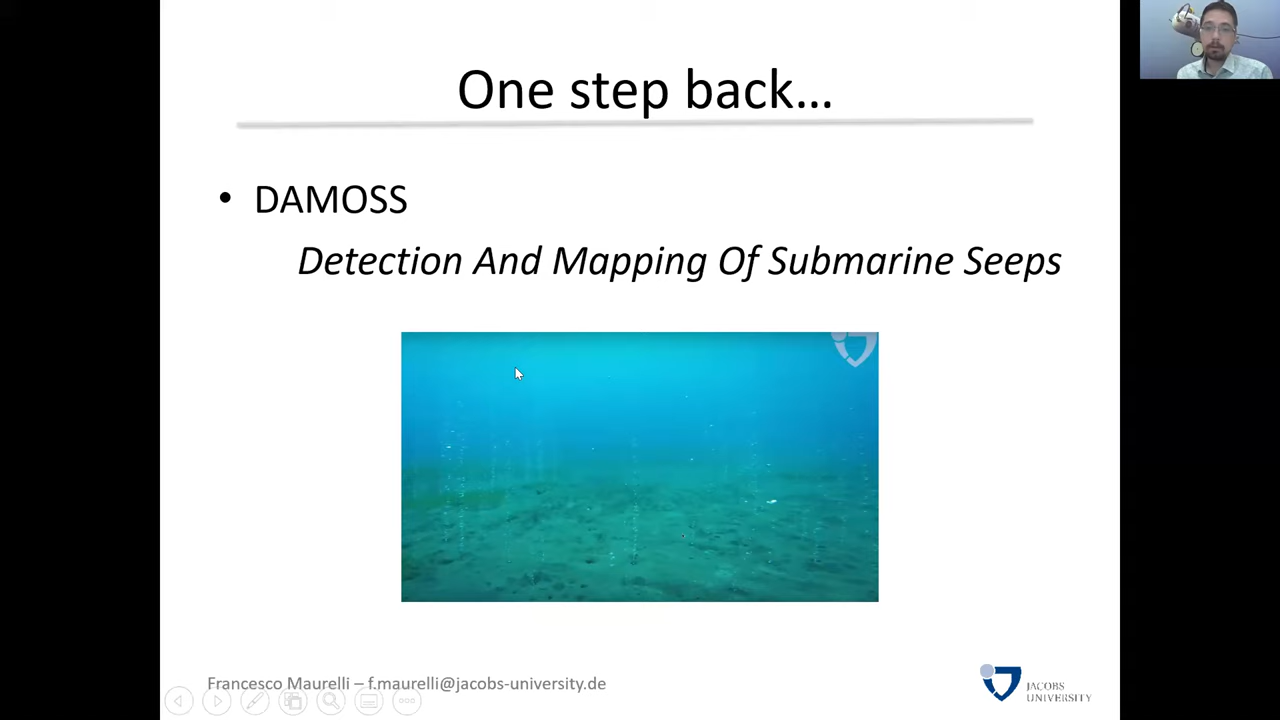 One step back...
• DAMOSS
Detection And Mapping Of Submarine Seeps
Francesco Maurelli – f.maurelli@jacobs-university.de
JACOBS
UNIVERSITY